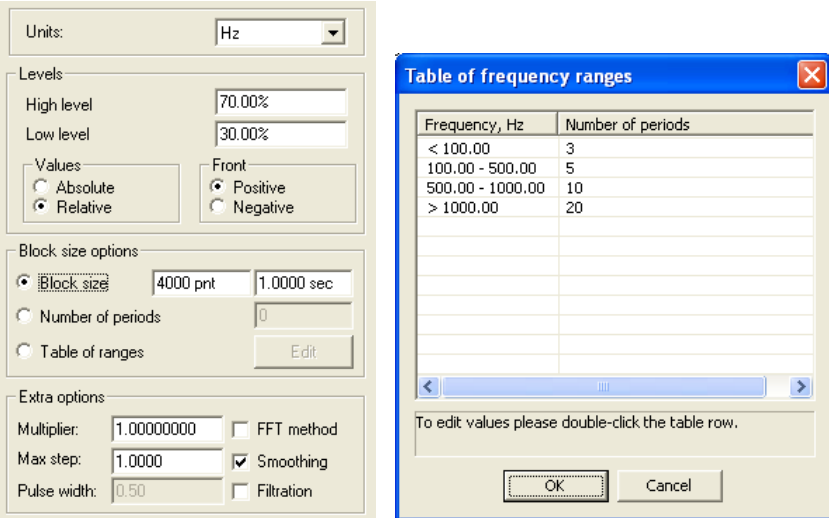 Units: Hz
Levels
High level 70.00%
Low level 30.00%
Values
Absolute
Relative
Front
Positive
Negative
Block size options
Block size 4000 pnt 1.0000 sec
Number of periods 0
Table of ranges Edit
Extra options
Multiplier: 1.00000000 FFT method
Max step: 1.0000 Smoothing
Pulse width: 0.50 Filtration
Table of frequency ranges
Frequency, Hz Number of periods
< 100.00 3
100.00 - 500.00 5
500.00 - 1000.00 10
> 1000.00 20
To edit values please double-click the table row.
OK Cancel